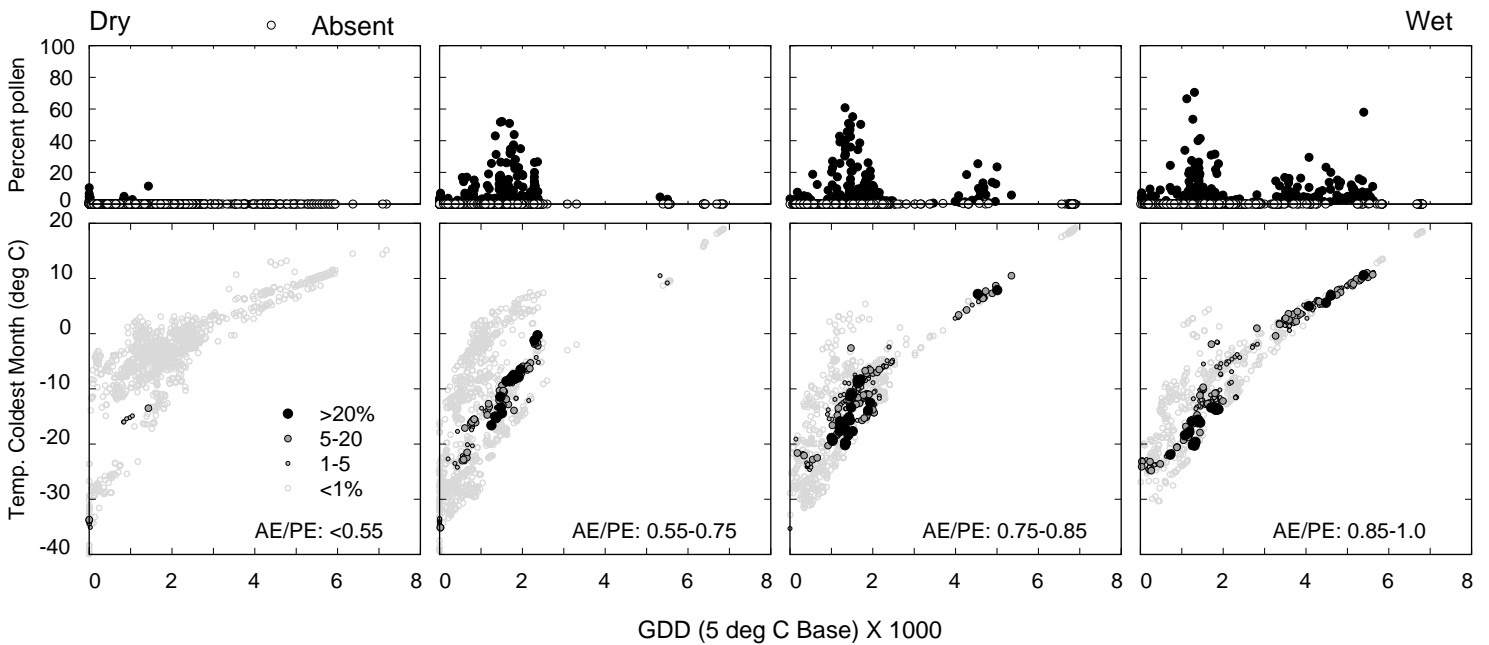 Dry
Absent
Wet
Percent pollen
100
80
60
40
20
0
Temp. Coldest Month (deg C)
20
10
0
-10
-20
-30
-40
>20%
5-20
1-5
<1%
AE/PE: <0.55
AE/PE: 0.55-0.75
AE/PE: 0.75-0.85
AE/PE: 0.85-1.0
0 2 4 6 8
0 2 4 6 8
0 2 4 6 8
0 2 4 6 8
GDD (5 deg C Base) X 1000